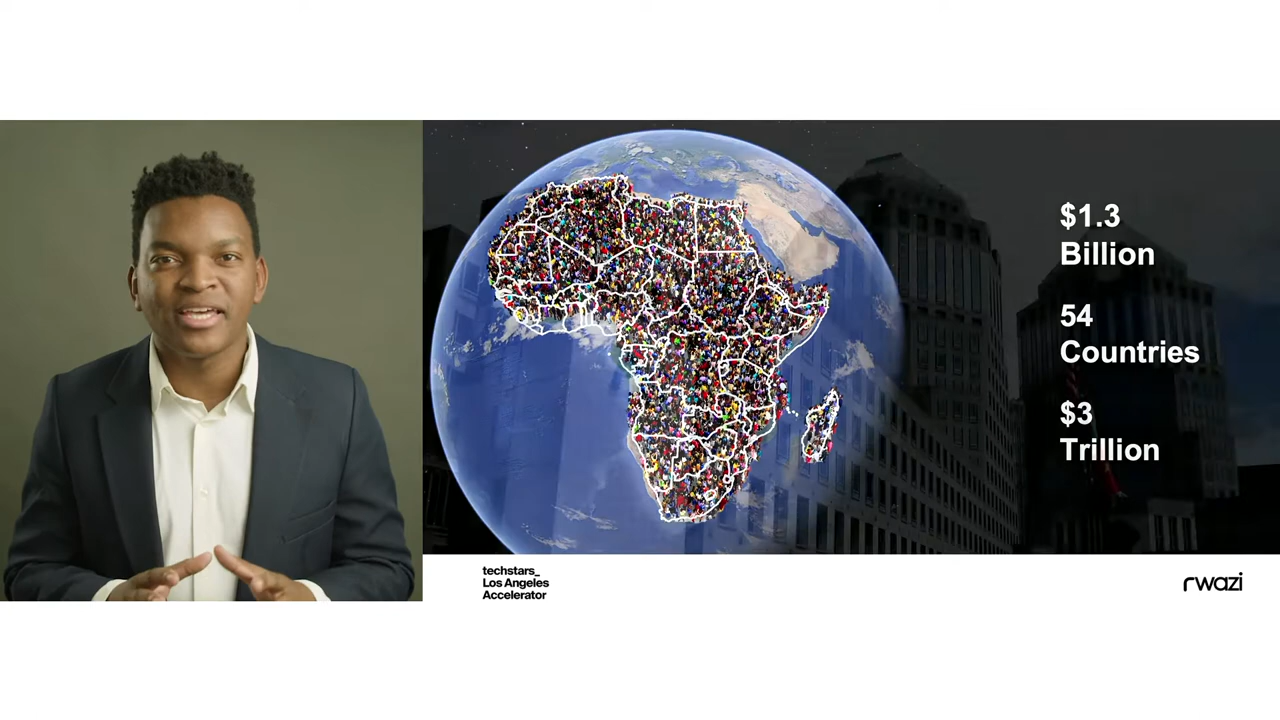 $1.3
Billion
54
Countries
$3
Trillion
techstars_
Los Angeles
Accelerator
rwazi